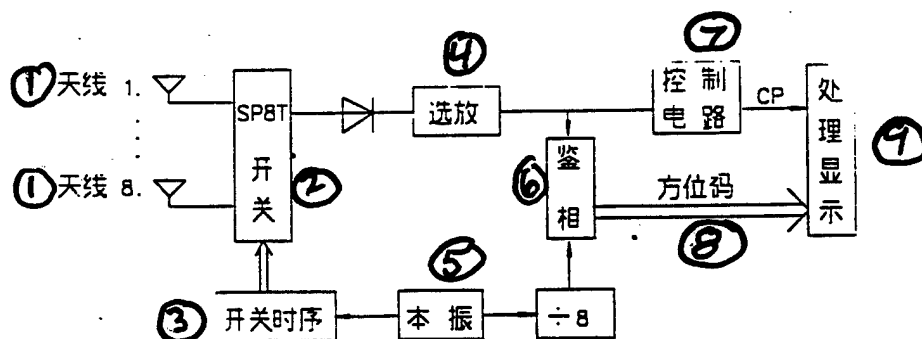 ⑦
④
① 天线 1.
SP8T
开
关
②
选放
控制
电路
CP
处
理
显
示
⑨
⑥
鉴
相
方位码
⑧
① 天线 8.
⑤
③
开关时序
本振
÷8